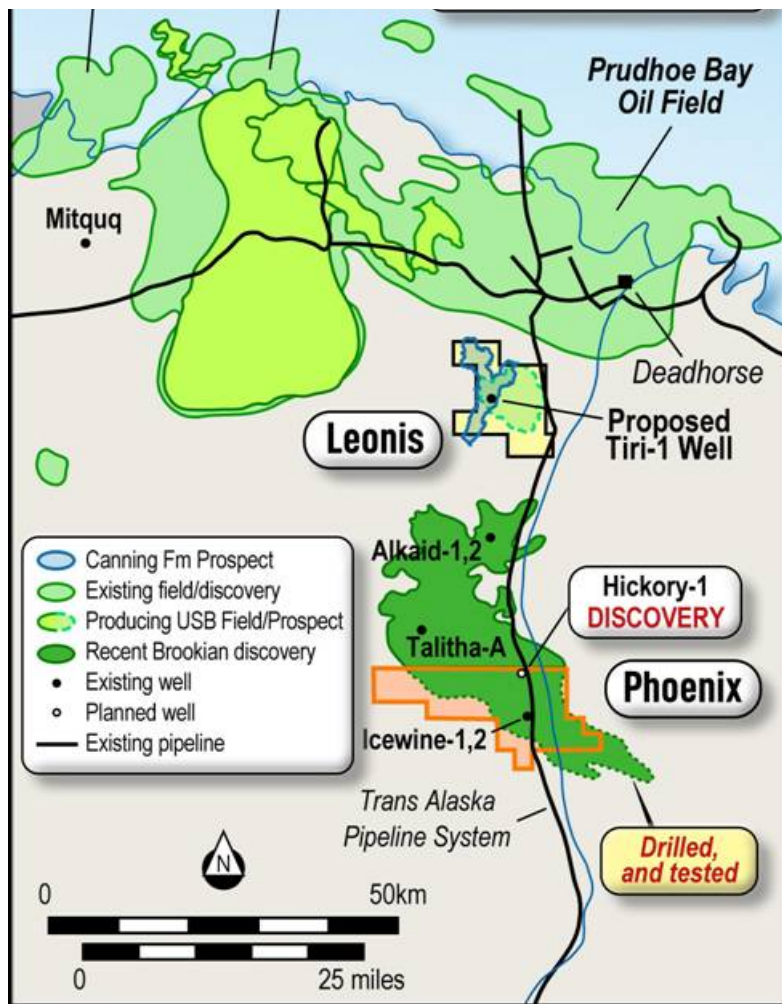 Prudhoe Bay
Oil Field
Mitquq
Deadhorse
Proposed
Tiri-1 Well
Leonis
Canning Fm Prospect
Existing field/discovery
Producing USB Field/Prospect
Recent Brookian discovery
Existing well
Planned well
Existing pipeline
Alkaid-1,2
Hickory-1
DISCOVERY
Talitha-A
Phoenix
Icewine-1,2
Trans Alaska
Pipeline System
Drilled,
and tested
N
0
50km
0
25 miles